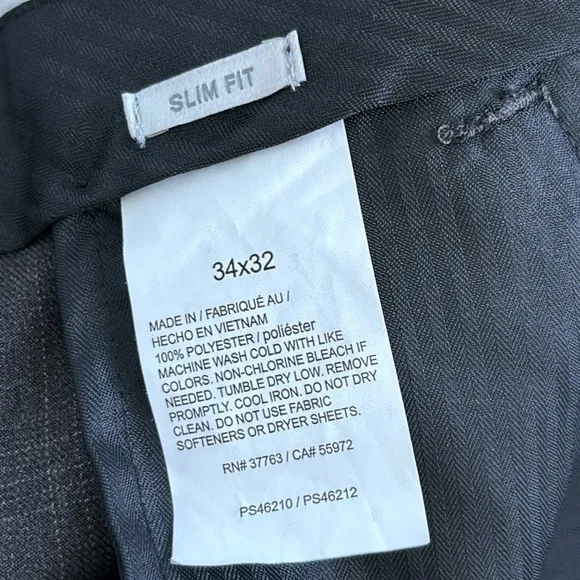 SLIM FIT
34x32
MADE IN / FABRIQUÉ AU /
HECHO EN VIETNAM
100% POLYESTER / poliéster
MACHINE WASH COLD WITH LIKE
COLORS. NON-CHLORINE BLEACH IF
NEEDED. TUMBLE DRY LOW. REMOVE
PROMPTLY. COOL IRON. DO NOT DRY
CLEAN. DO NOT USE FABRIC
SOFTENERS OR DRYER SHEETS.
RN# 37763 / CA# 55972
PS46210 / PS46212